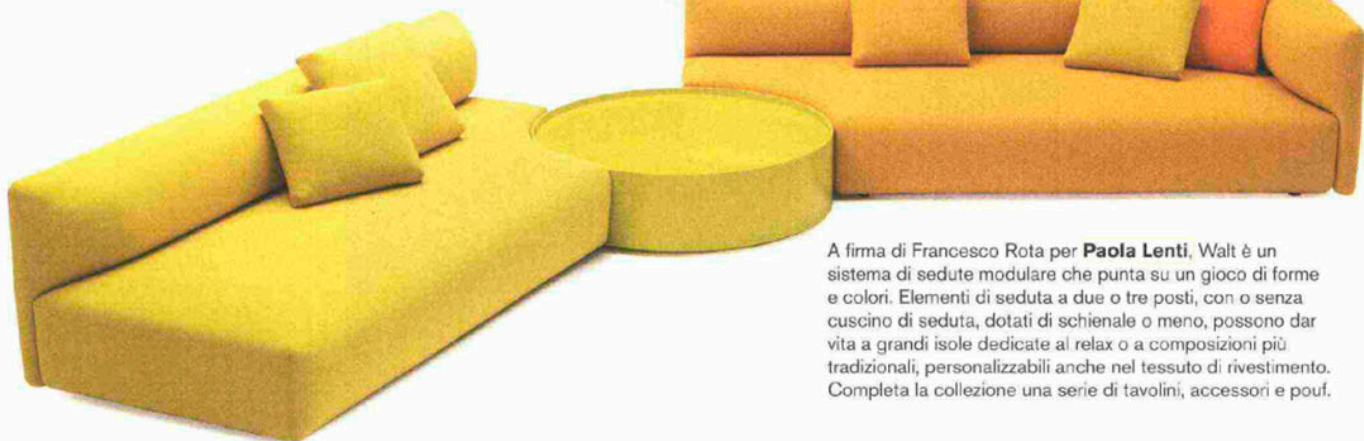 A firma di Francesco Rota per Paola Lenti, Walt è un
sistema di sedute modulare che punta su un gioco di forme
e colori. Elementi di seduta a due o tre posti, con o senza
cuscino di seduta, dotati di schienale o meno, possono dar
vita a grandi isole dedicate al relax o a composizioni più
tradizionali, personalizzabili anche nel tessuto di rivestimento.
Completa la collezione una serie di tavolini, accessori e pouf.